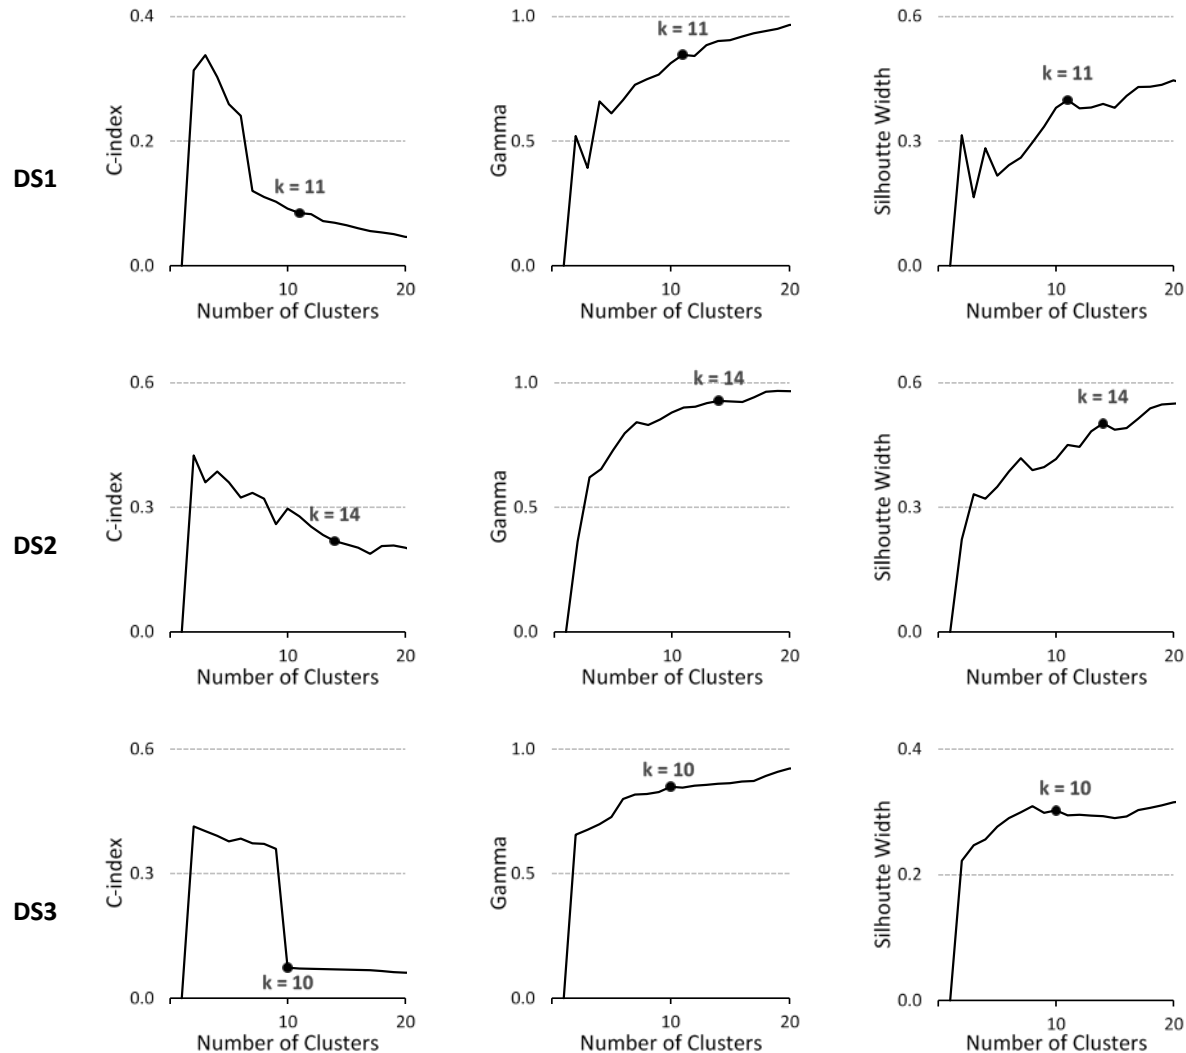 0.4
1.0
0.6
k = 11
k = 11
k = 11
DS1
C-index
Gamma
Silhoutte Width
0.2
0.5
0.3
0.0
0.0
0.0
10
20
10
20
10
20
Number of Clusters
Number of Clusters
Number of Clusters
0.6
1.0
0.6
k = 14
k = 14
k = 14
DS2
C-index
Gamma
Silhoutte Width
0.3
0.5
0.3
0.0
0.0
0.0
10
20
10
20
10
20
Number of Clusters
Number of Clusters
Number of Clusters
0.6
1.0
0.4
k = 10
k = 10
k = 10
DS3
C-index
Gamma
Silhoutte Width
0.3
0.5
0.2
0.0
0.0
0.0
10
20
10
20
10
20
Number of Clusters
Number of Clusters
Number of Clusters